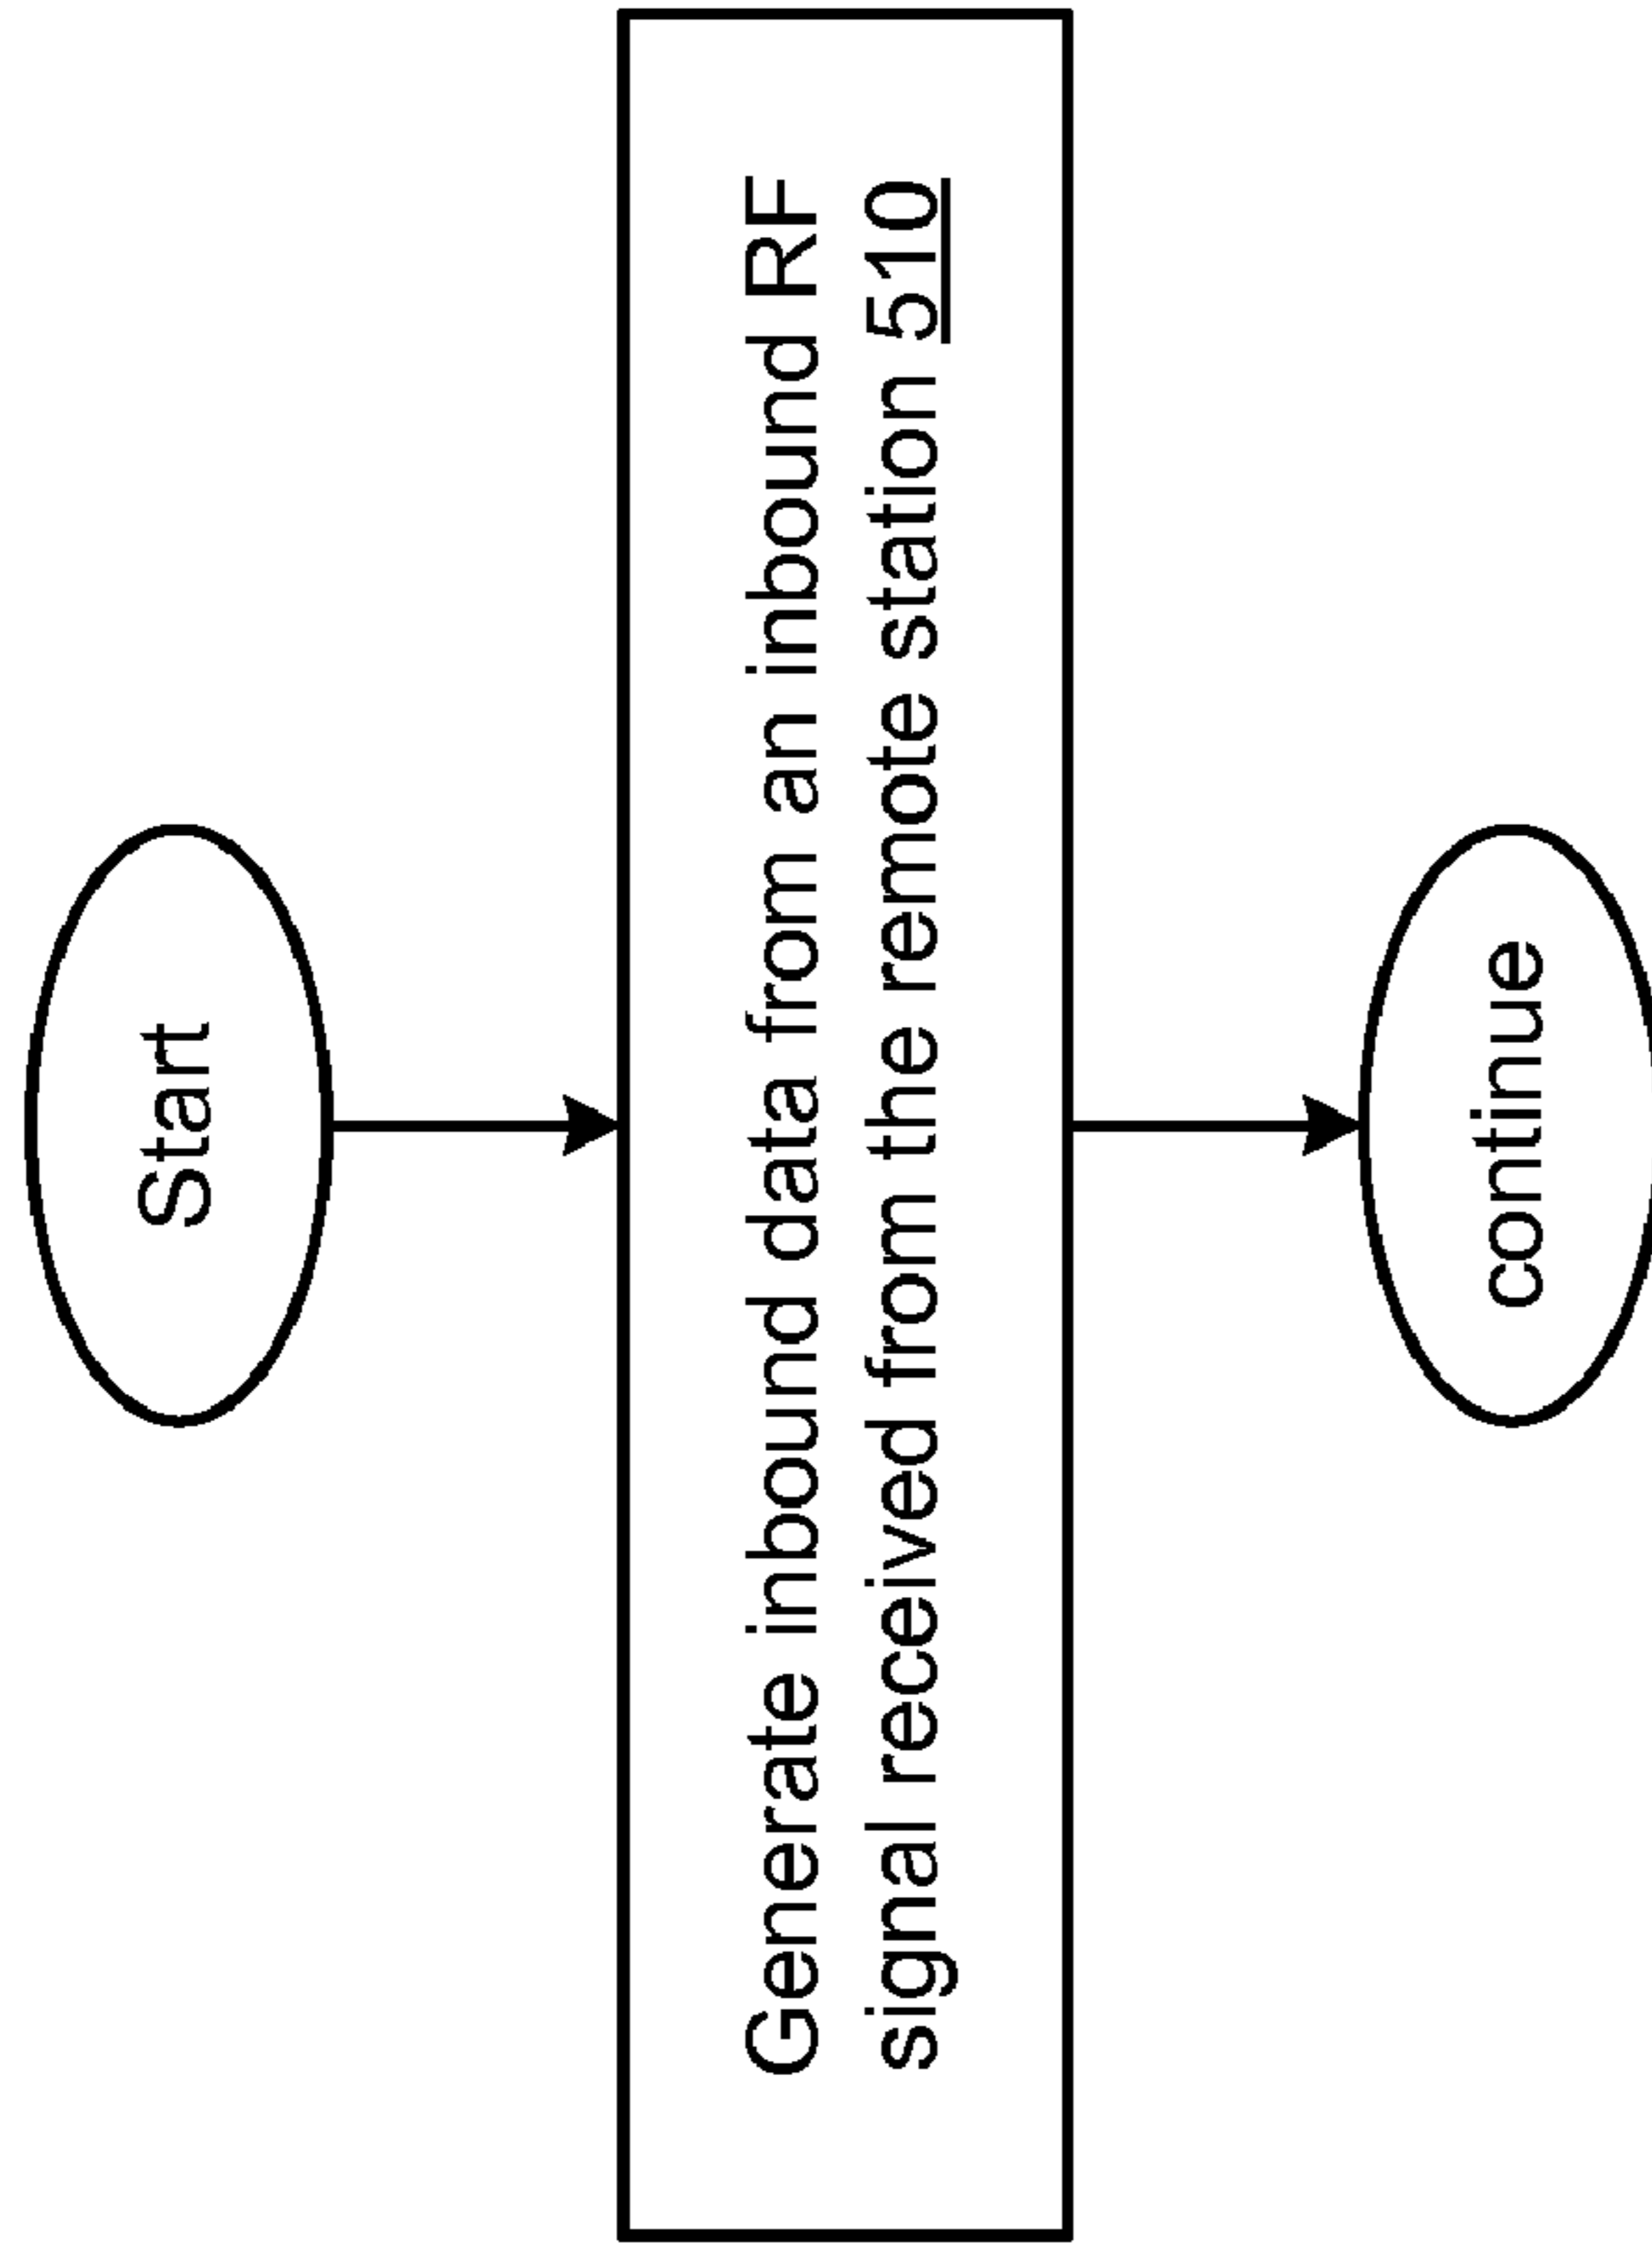 Start
Generate inbound data from an inbound RF
signal received from the remote station 510
continue